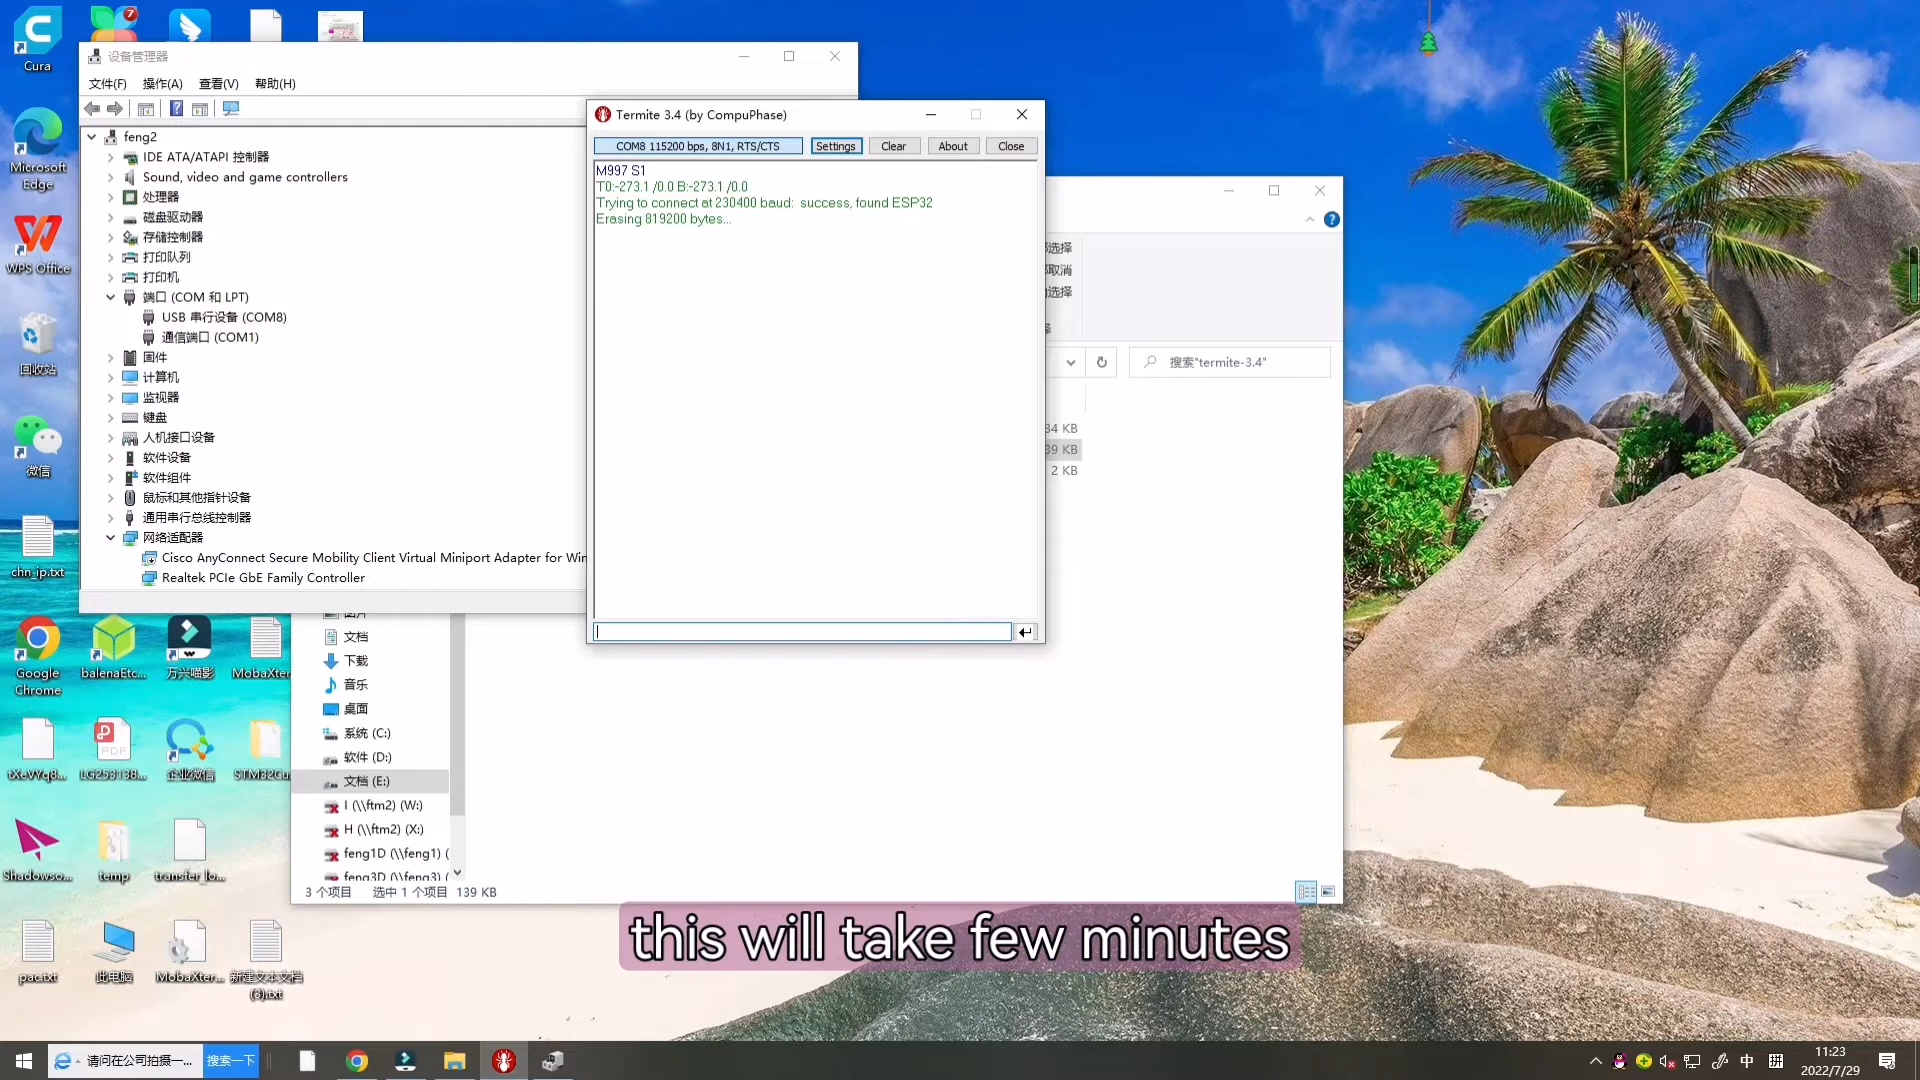 Cura
7
设备管理器
文件(F) 操作(A) 查看(V) 帮助(H)
feng2
IDE ATA/ATAPI 控制器
Sound, video and game controllers
处理器
磁盘驱动器
存储控制器
打印队列
打印机
端口 (COM 和 LPT)
USB 串行设备 (COM8)
通信端口 (COM1)
固件
计算机
监视器
键盘
人机接口设备
软件设备
软件组件
鼠标和其他指针设备
通用串行总线控制器
网络适配器
Cisco AnyConnect Secure Mobility Client Virtual Miniport Adapter for Win
Realtek PCIe GbE Family Controller
Termite 3.4 (by CompuPhase)
COM8 115200 bps, 8N1, RTS/CTS Settings Clear About Close
M997 S1
T0:-273.1 /0.0 B:-273.1 /0.0
Trying to connect at 230400 baud:  success, found ESP32
Erasing 819200 bytes...
选择
取消
选择
搜索"termite-3.4"
34 KB
39 KB
2 KB
文档
下载
音乐
桌面
系统 (C:)
软件 (D:)
文档 (E:)
I (\\ftm2) (W:)
H (\\ftm2) (X:)
feng1D (\\feng1) (
feng3D (\\feng3) (
3 个项目 选中 1 个项目 139 KB
Microsoft
Edge
WPS Office
回收站
微信
chn_ip.txt
Google
Chrome
balenaEtc...
万兴喵影
MobaXter
PDF
LG253138...
企业微信
STM32Cu
Shadowso...
temp
transfer_lo...
pac.txt
此电脑
MobaXter...
新建文本文档
(3).txt
this will take few minutes
请问在公司拍摄一... 搜索一下
中
拼
11:23
2022/7/29